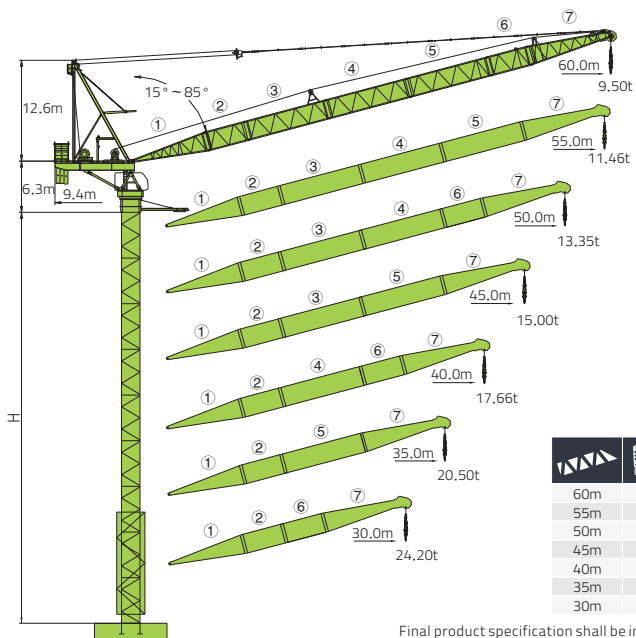 ⑦
⑥
⑤
④
③
②
①
15°~85°
60.0m
9.50t
12.6m
6.3m
9.4m
H
① ② ③ ④ ⑤ ⑦
55.0m
11.46t
① ② ③ ④ ⑥ ⑦
50.0m
13.35t
① ② ③ ⑤ ⑦
45.0m
15.00t
① ② ④ ⑥ ⑦
40.0m
17.66t
① ② ⑤ ⑦
35.0m
20.50t
① ② ⑥ ⑦
30.0m
24.20t
60m
55m
50m
45m
40m
35m
30m
Final product specification shall be in